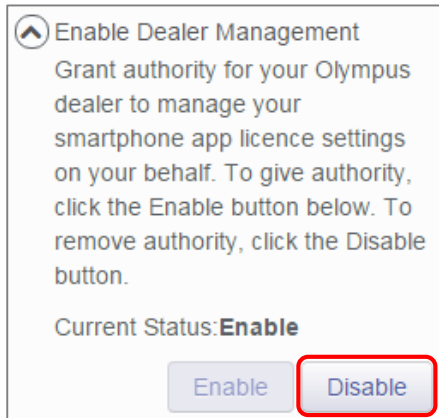 Enable Dealer Management
Grant authority for your Olympus
dealer to manage your
smartphone app licence settings
on your behalf. To give authority,
click the Enable button below. To
remove authority, click the Disable
button.
Current Status:Enable
Enable Disable